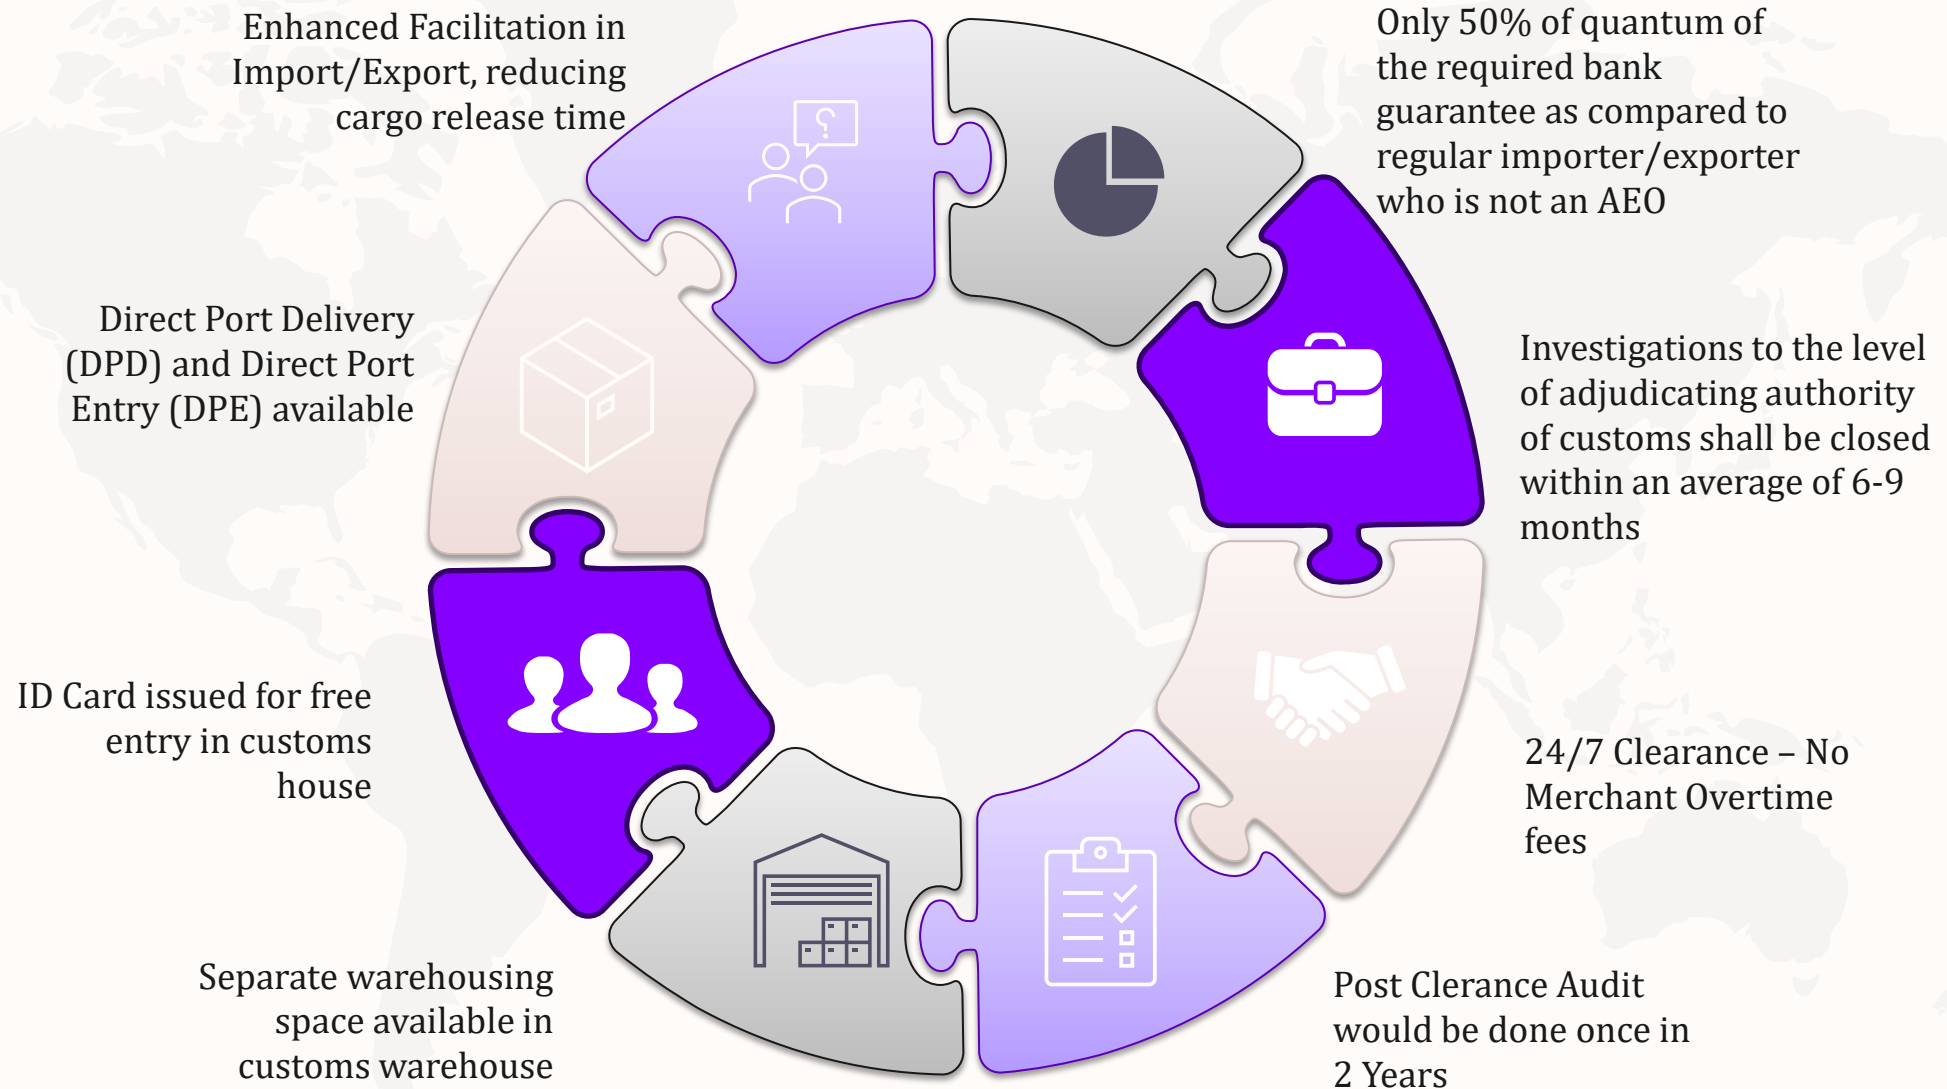 Enhanced Facilitation in
Import/Export, reducing
cargo release time
Only 50% of quantum of
the required bank
guarantee as compared to
regular importer/exporter
who is not an AEO
Investigations to the level
of adjudicating authority
of customs shall be closed
within an average of 6-9
months
24/7 Clearance – No
Merchant Overtime
fees
Post Clerance Audit
would be done once in
2 Years
Separate warehousing
space available in
customs warehouse
ID Card issued for free
entry in customs
house
Direct Port Delivery
(DPD) and Direct Port
Entry (DPE) available
?